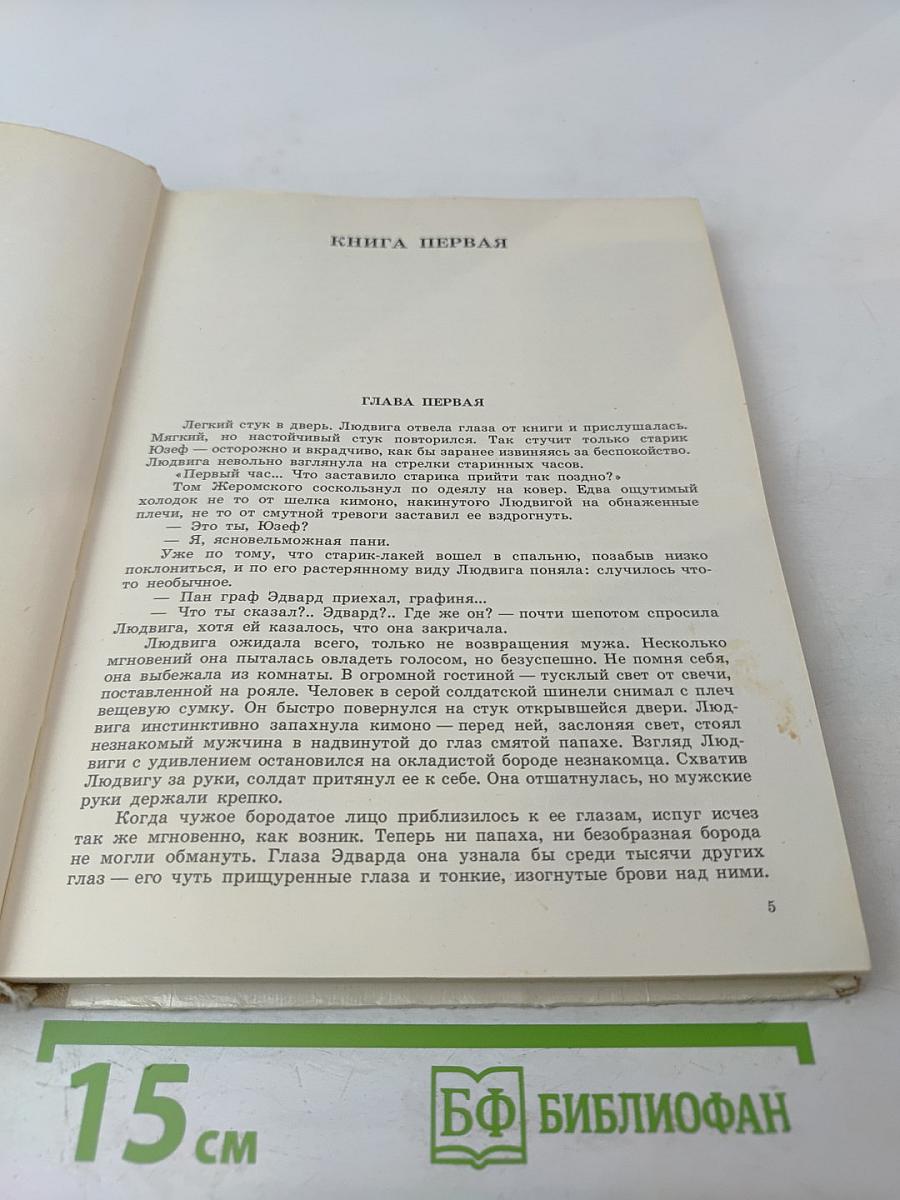 КНИГА ПЕРВАЯ
ГЛАВА ПЕРВАЯ
Легкий стук в дверь. Людвига отвела глаза от книги и прислушалась.
Мягкий, но настойчивый стук повторился. Так стучит только старик
Юзеф — осторожно и вкрадчиво, как бы заранее извиняясь за беспокойство.
Людвига невольно взглянула на стрелки старинных часов.
«Первый час... Что заставило старика прийти так поздно?»
Том Жеромского соскользнул по одеялу на ковер. Едва ощутимый
холодок не то от шелка кимоно, накинутого Людвигой на обнаженные
плечи, не то от смутной тревоги заставил ее вздрогнуть.
— Это ты, Юзеф?
— Я, ясновельможная пани.
Уже по тому, что старик-лакей вошел в спальню, позабыв низко
поклониться, и по его растерянному виду Людвига поняла: случилось что-
то необычное.
— Пан граф Эдвард приехал, графиня...
— Что ты сказал?.. Эдвард?.. Где же он? — почти шепотом спросила
Людвига, хотя ей казалось, что она закричала.
Людвига ожидала всего, только не возвращения мужа. Несколько
мгновений она пыталась овладеть голосом, но безуспешно. Не помня себя,
она выбежала из комнаты. В огромной гостиной — тусклый свет от свечи,
поставленной на рояле. Человек в серой солдатской шинели снимал с плеч
вещевую сумку. Он быстро повернулся на стук открывшейся двери. Люд-
вига инстинктивно запахнула кимоно — перед ней, заслоняя свет, стоял
незнакомый мужчина в надвинутой до глаз смятой папахе. Взгляд Люд-
виги с удивлением остановился на окладистой бороде незнакомца. Схватив
Людвигу за руки, солдат притянул ее к себе. Она отшатнулась, но мужские
руки держали крепко.
Когда чужое бородатое лицо приблизилось к ее глазам, испуг исчез
так же мгновенно, как возник. Теперь ни папаха, ни безобразная борода
не могли обмануть. Глаза Эдварда она узнала бы среди тысячи других
глаз — его чуть прищуренные глаза и тонкие, изогнутые брови над ними.
5
15 см
БФ БИБЛИОФАН